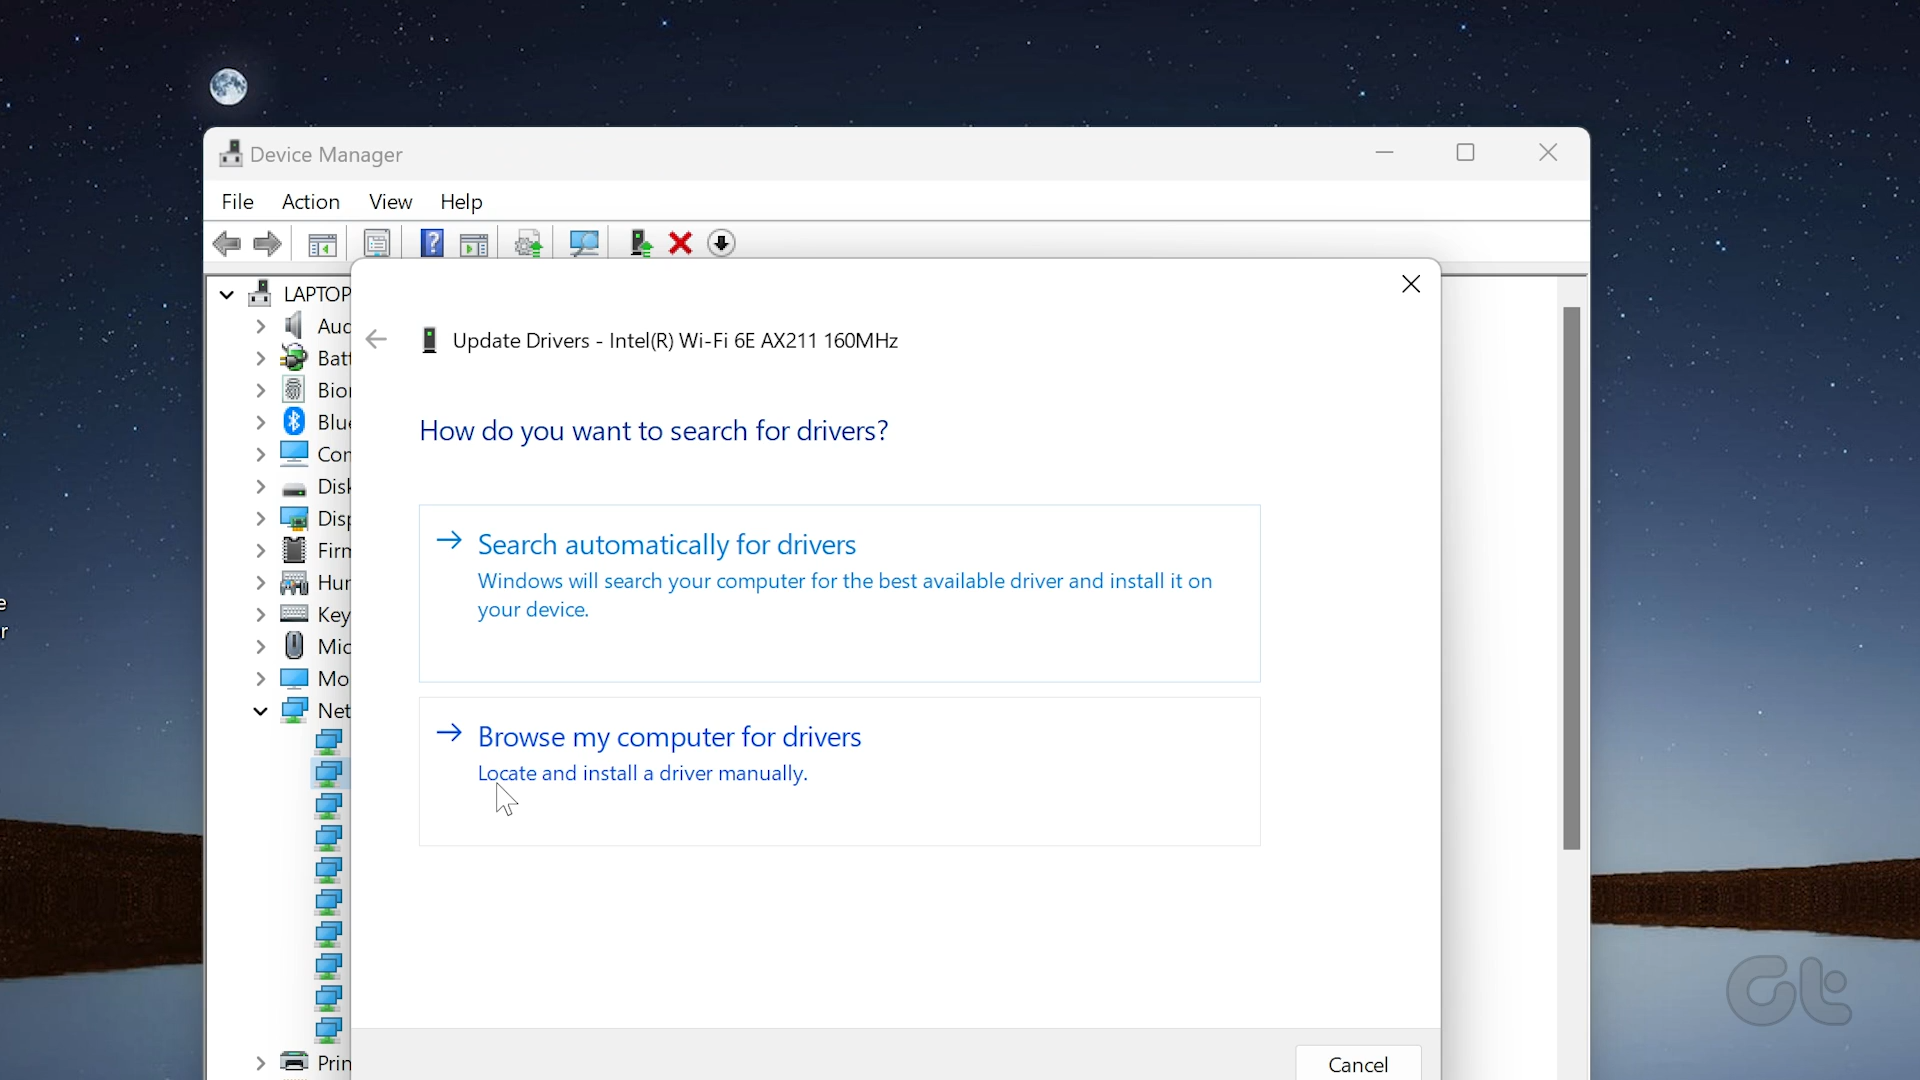 Device Manager
File Action View Help
LAPTOP
Update Drivers - Intel(R) Wi-Fi 6E AX211 160MHz
How do you want to search for drivers?
Search automatically for drivers
Windows will search your computer for the best available driver and install it on
your device.
Browse my computer for drivers
Locate and install a driver manually.
Cancel
Auc
Batt
Bior
Blue
Con
Disk
Disp
Firm
Hur
Key
Mic
Mo
Net
Prin
e
r
Gt